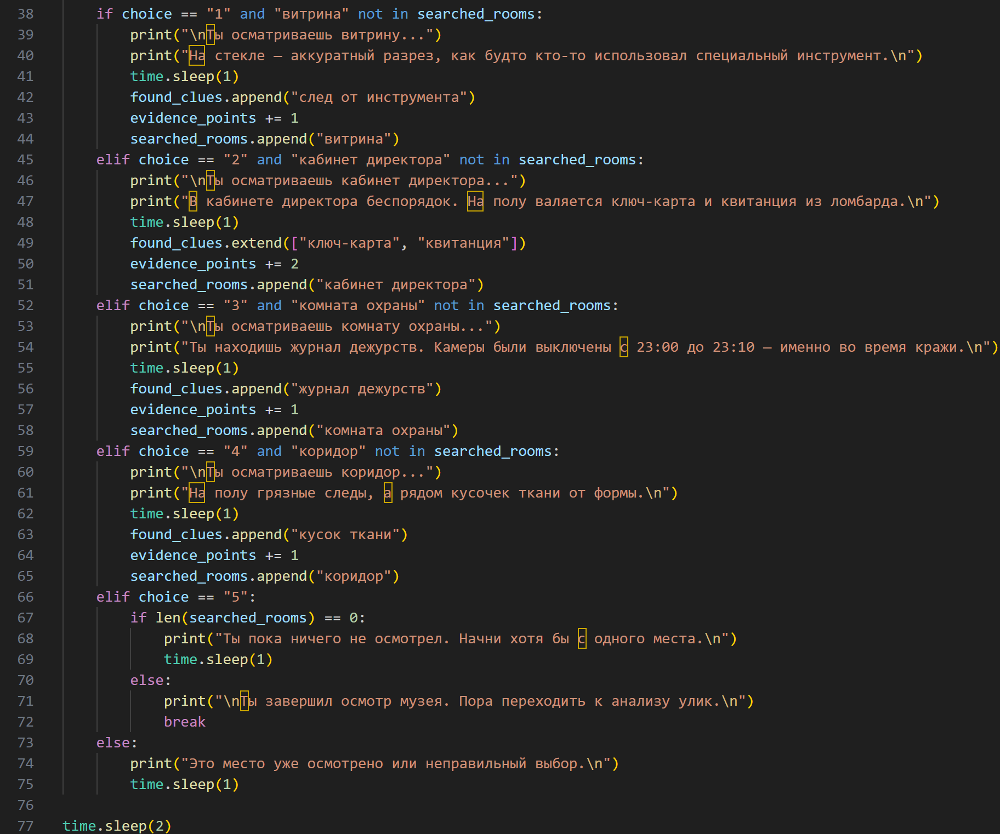 38 if choice == "1" and "витрина" not in searched_rooms:
39 print("\nТы осматриваешь витрину...")
40 print("На стекле — аккуратный разрез, как будто кто-то использовал специальный инструмент.\n")
41 time.sleep(1)
42 found_clues.append("след от инструмента")
43 evidence_points += 1
44 searched_rooms.append("витрина")
45 elif choice == "2" and "кабинет директора" not in searched_rooms:
46 print("\nТы осматриваешь кабинет директора...")
47 print("В кабинете директора беспорядок. На полу валяется ключ-карта и квитанция из ломбарда.\n")
48 time.sleep(1)
49 found_clues.extend(["ключ-карта", "квитанция"])
50 evidence_points += 2
51 searched_rooms.append("кабинет директора")
52 elif choice == "3" and "комната охраны" not in searched_rooms:
53 print("\nТы осматриваешь комнату охраны...")
54 print("Ты находишь журнал дежурств. Камеры были выключены с 23:00 до 23:10 — именно во время кражи.\n")
55 time.sleep(1)
56 found_clues.append("журнал дежурств")
57 evidence_points += 1
58 searched_rooms.append("комната охраны")
59 elif choice == "4" and "коридор" not in searched_rooms:
60 print("\nТы осматриваешь коридор...")
61 print("На полу грязные следы, а рядом кусочек ткани от формы.\n")
62 time.sleep(1)
63 found_clues.append("кусок ткани")
64 evidence_points += 1
65 searched_rooms.append("коридор")
66 elif choice == "5":
67 if len(searched_rooms) == 0:
68 print("Ты пока ничего не осмотрел. Начни хотя бы с одного места.\n")
69 time.sleep(1)
70 else:
71 print("\nТы завершил осмотр музея. Пора переходить к анализу улик.\n")
72 break
73 else:
74 print("Это место уже осмотрено или неправильный выбор.\n")
75 time.sleep(1)
76
77 time.sleep(2)